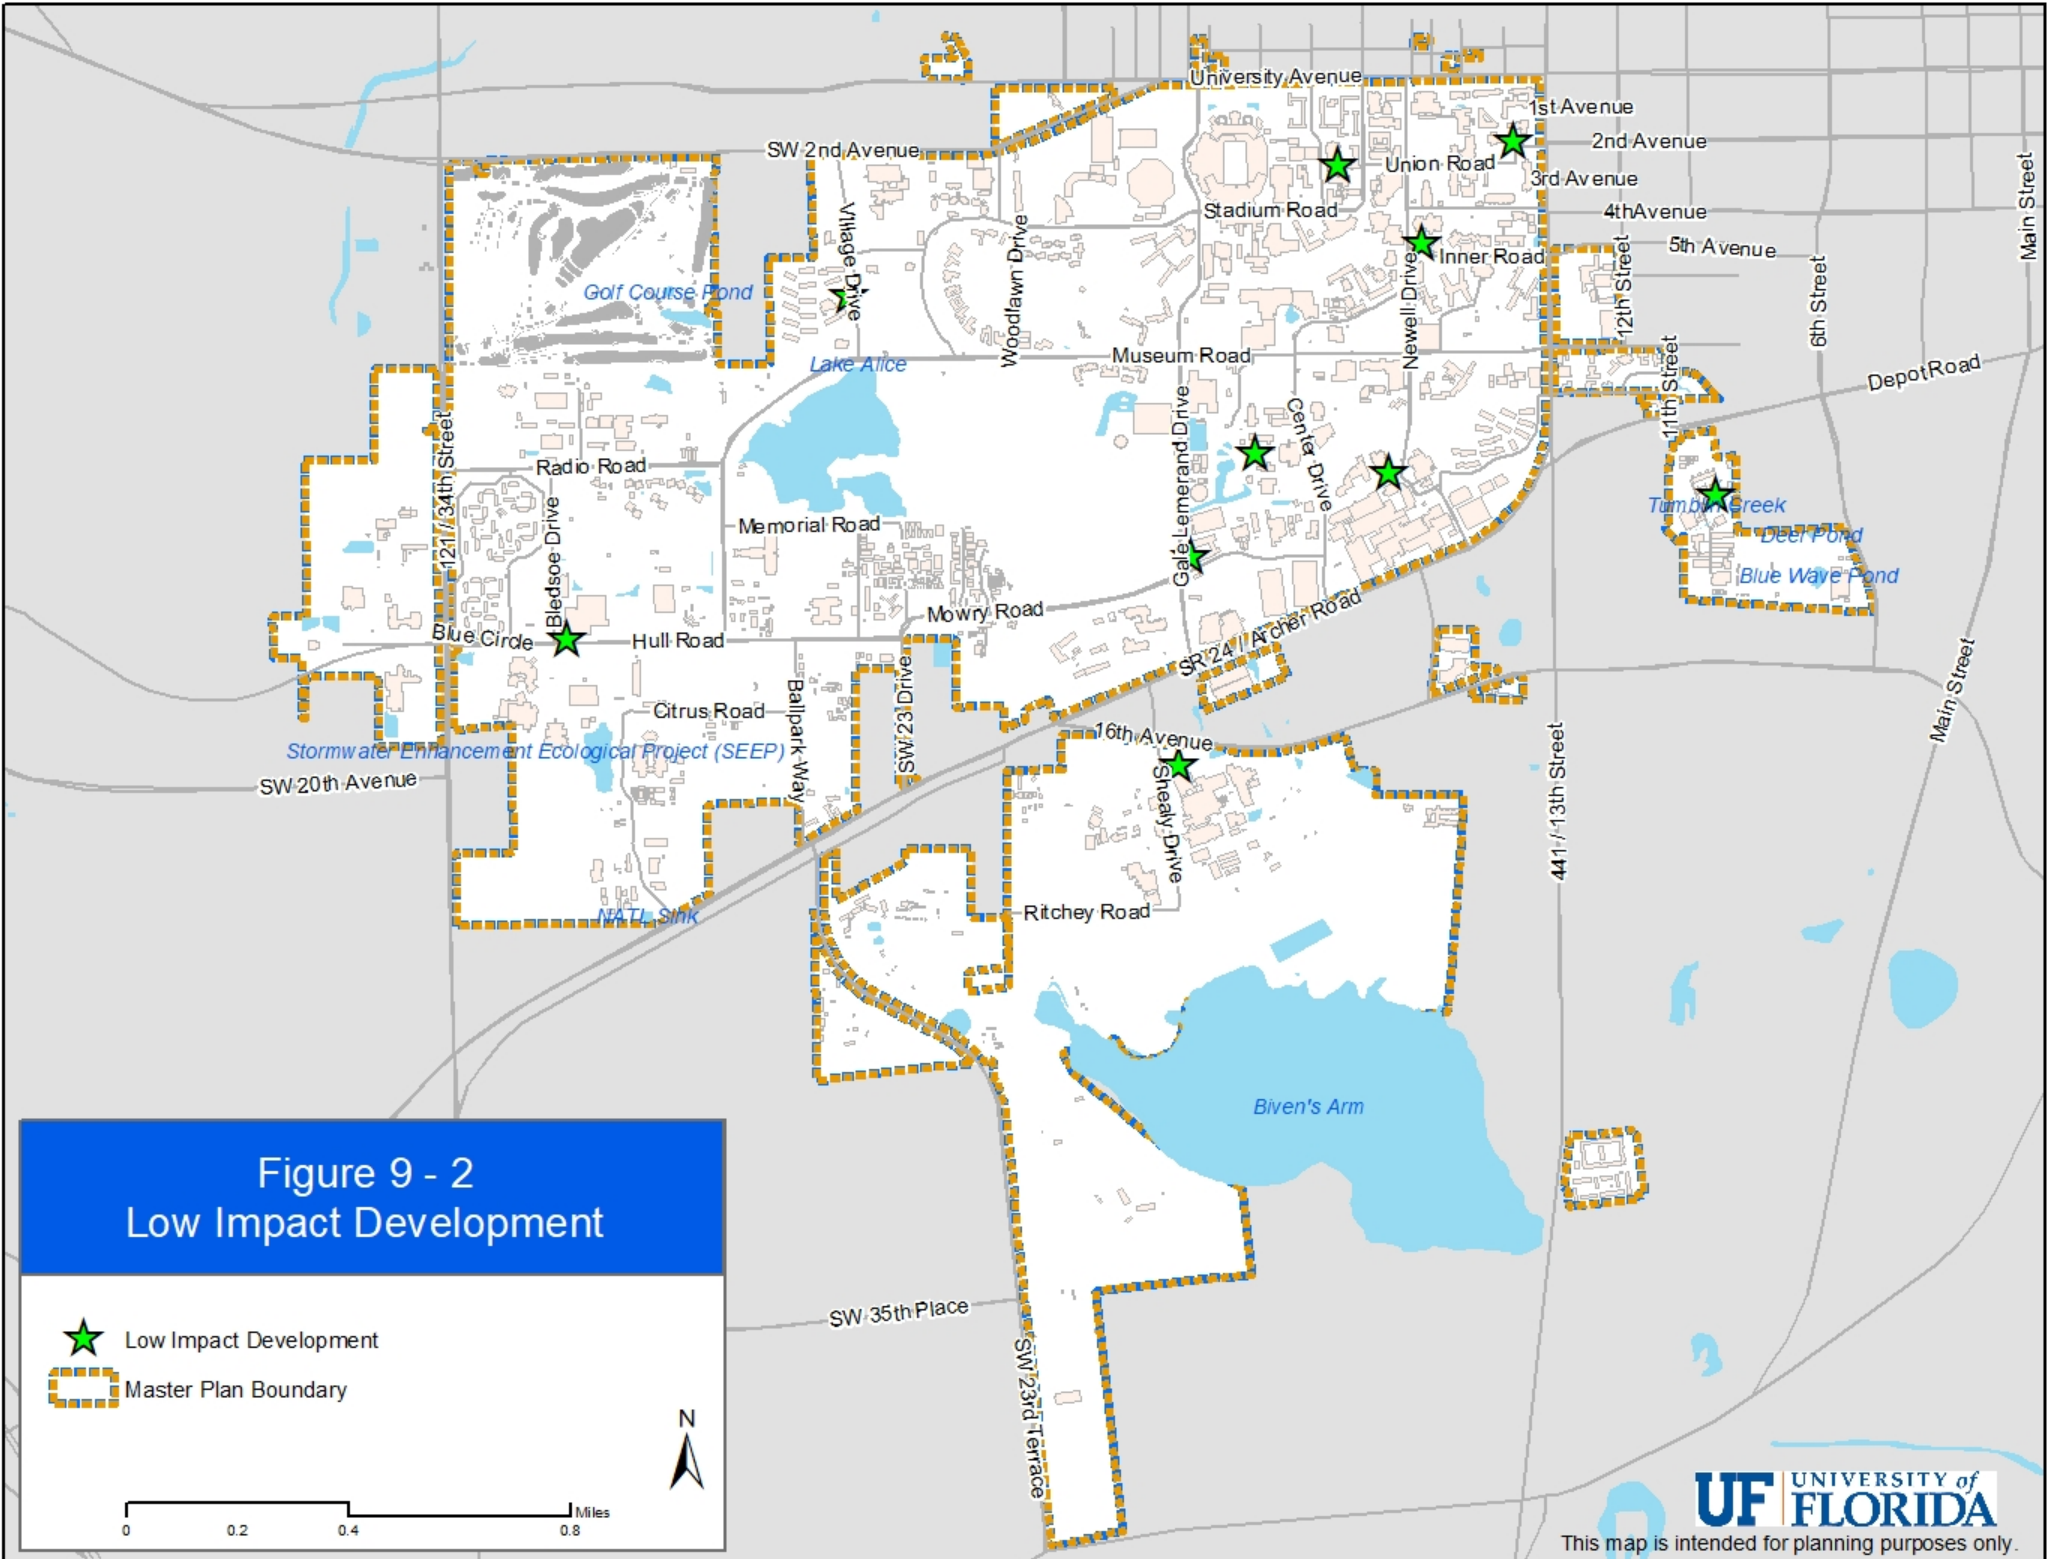 University Avenue
1st Avenue
SW 2nd Avenue
2nd Avenue
Union Road
3rd Avenue
Stadium Road
4thAvenue
Main Street
Village Drive
Woodlawn Drive
5th Avenue
Inner Road
12th Street
6th Street
Newell Drive
Golf Course Pond
Lake Alice
Museum Road
11th Street
Depot Road
121 / 34th Street
Gale Lemerand Drive
Center Drive
Radio Road
Bledsoe Drive
Memorial Road
Tumblin Creek
Deer Pond
Blue Wave Pond
Mowry Road
Blue Circle
Hull Road
SR 24 / Archer Road
Ballpark Way
SW 23 Drive
Main Street
Citrus Road
16th Avenue
Stormwater Enhancement Ecological Project (SEEP)
SW 20th Avenue
Shealy Drive
441 / 13th Street
NATL Sink
Ritchey Road
Biven's Arm
SW 35th Place
SW 23rd Terrace
Figure 9 - 2
Low Impact Development
Low Impact Development
Master Plan Boundary
N
Miles
0 0.2 0.4 0.8
UF UNIVERSITY of
FLORIDA
This map is intended for planning purposes only.